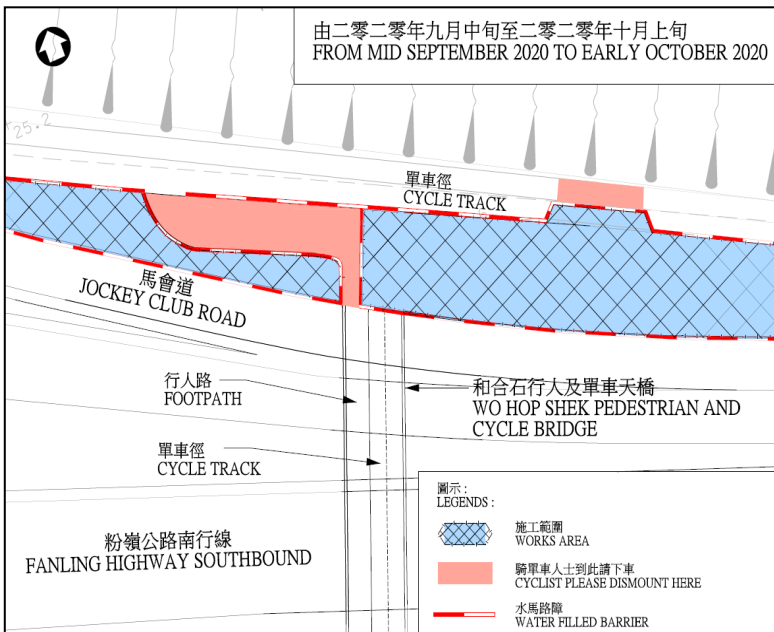 由二零二零年九月中旬至二零二零年十月上旬
FROM MID SEPTEMBER 2020 TO EARLY OCTOBER 2020
25.2
單車徑
CYCLE TRACK
馬會道
JOCKEY CLUB ROAD
行人路
FOOTPATH
和合石行人及單車天橋
WO HOP SHEK PEDESTRIAN AND
CYCLE BRIDGE
單車徑
CYCLE TRACK
粉嶺公路南行線
FANLING HIGHWAY SOUTHBOUND
圖示 :
LEGENDS :
施工範圍
WORKS AREA
騎單車人士到此請下車
CYCLIST PLEASE DISMOUNT HERE
水馬路障
WATER FILLED BARRIER